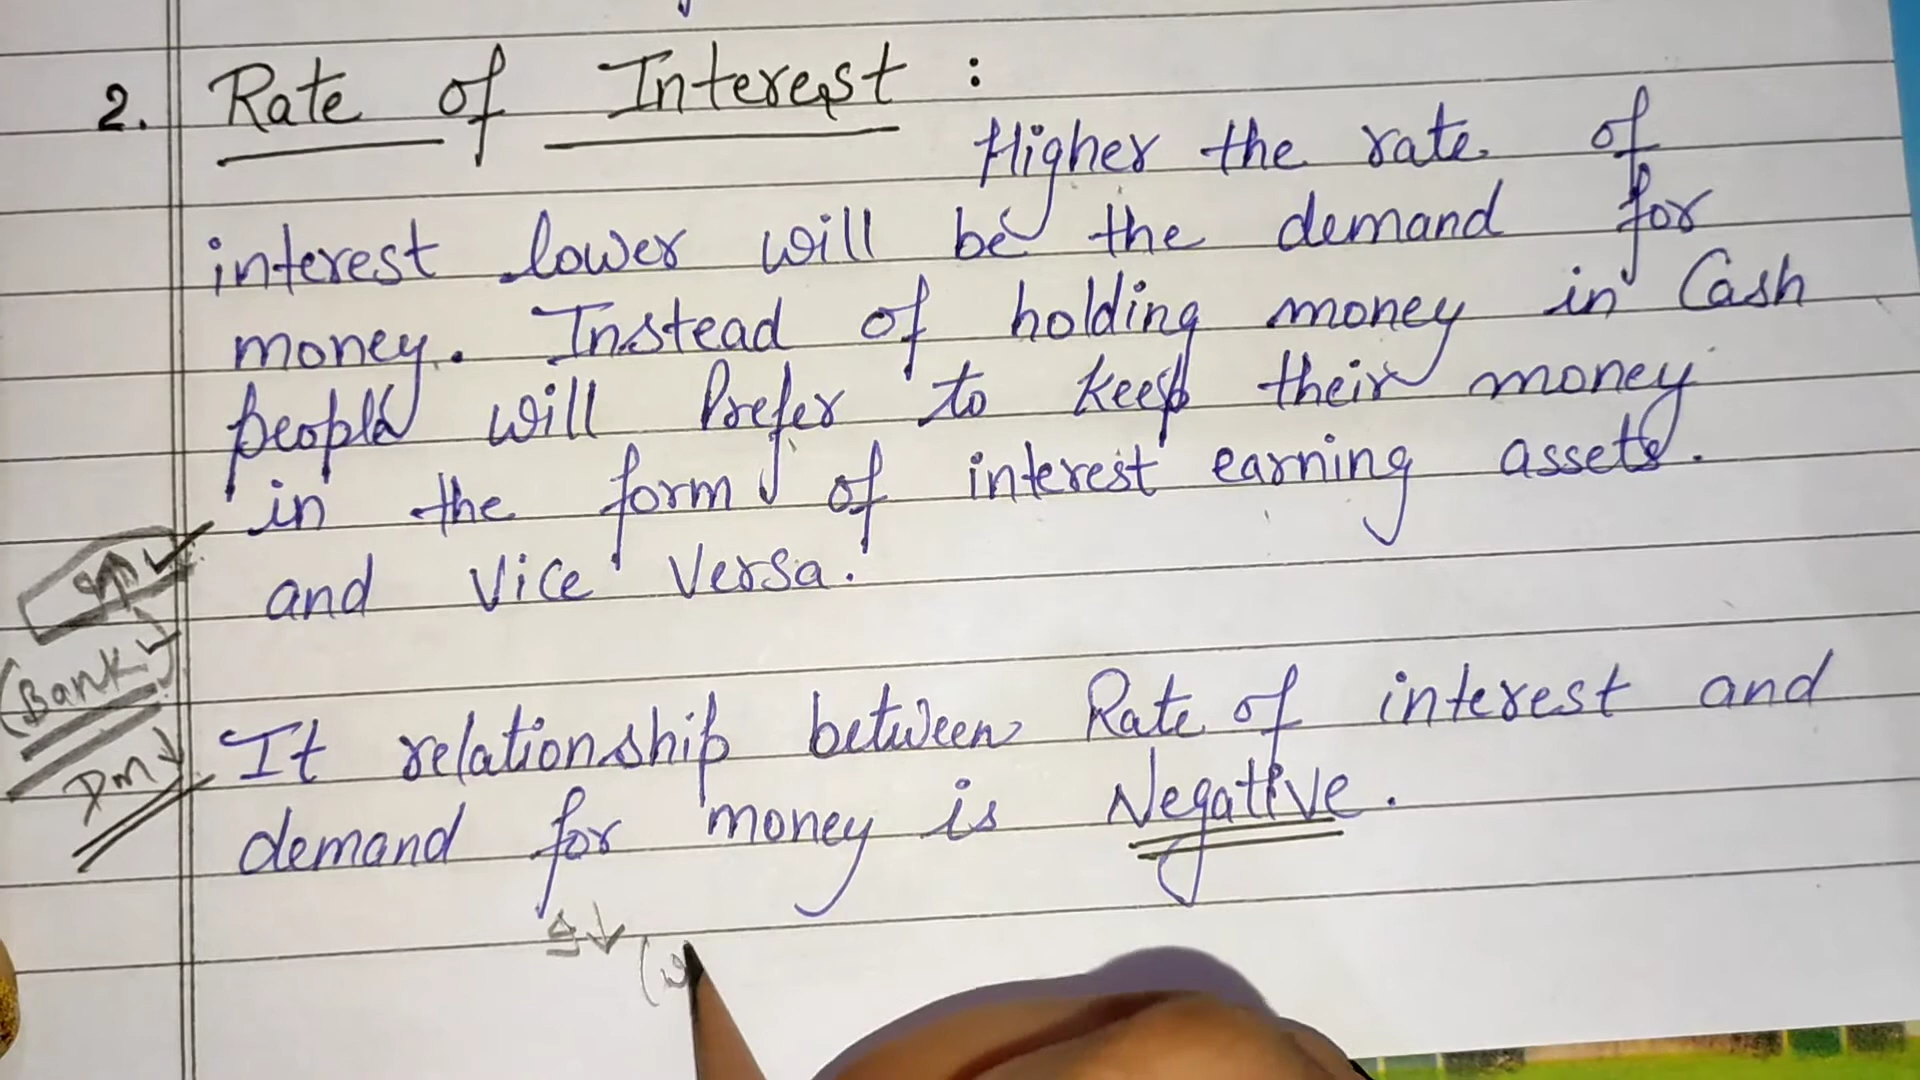 2. Rate of Interest :
Higher the rate of
interest lower will be the demand for
money. Instead of holding money in Cash
people will Prefer to keep their money
in the form of interest earning assets.
and Vice Versa.
(Bank)
Dm↓
It relationship between Rate of interest and
demand for money is Negative.